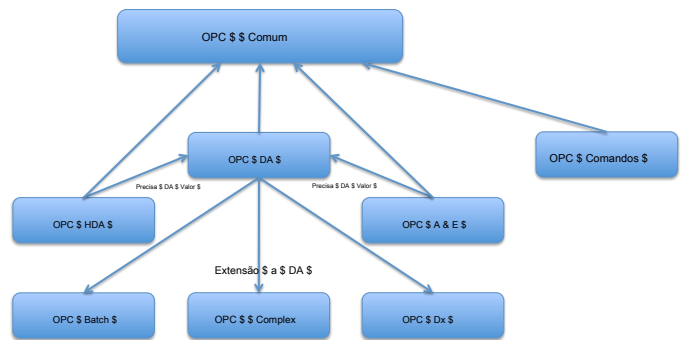 OPC $ $ Comum
OPC $ DA $
OPC $ Comandos $
Precisa $ DA $ Valor $
Precisa $ DA $ Valor $
OPC $ HDA $
OPC $ A & E $
Extensão $ a $ DA $
OPC $ Batch $
OPC $ $ Complex
OPC $ Dx $